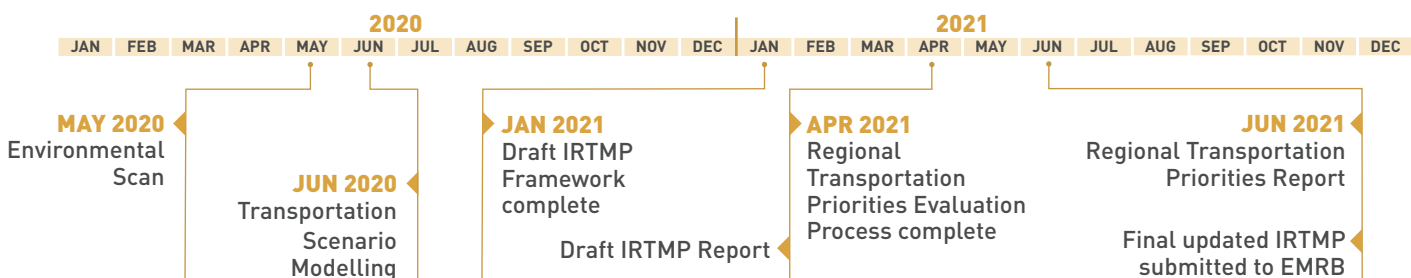 2020 2021
JAN FEB MAR APR MAY JUN JUL AUG SEP OCT NOV DEC JAN FEB MAR APR MAY JUN JUL AUG SEP OCT NOV DEC
MAY 2020
Environmental
Scan
JUN 2020
Transportation
Scenario
Modelling
JAN 2021
Draft IRTMP
Framework
complete
Draft IRTMP Report
APR 2021
Regional
Transportation
Priorities Evaluation
Process complete
JUN 2021
Regional Transportation
Priorities Report
Final updated IRTMP
submitted to EMRB